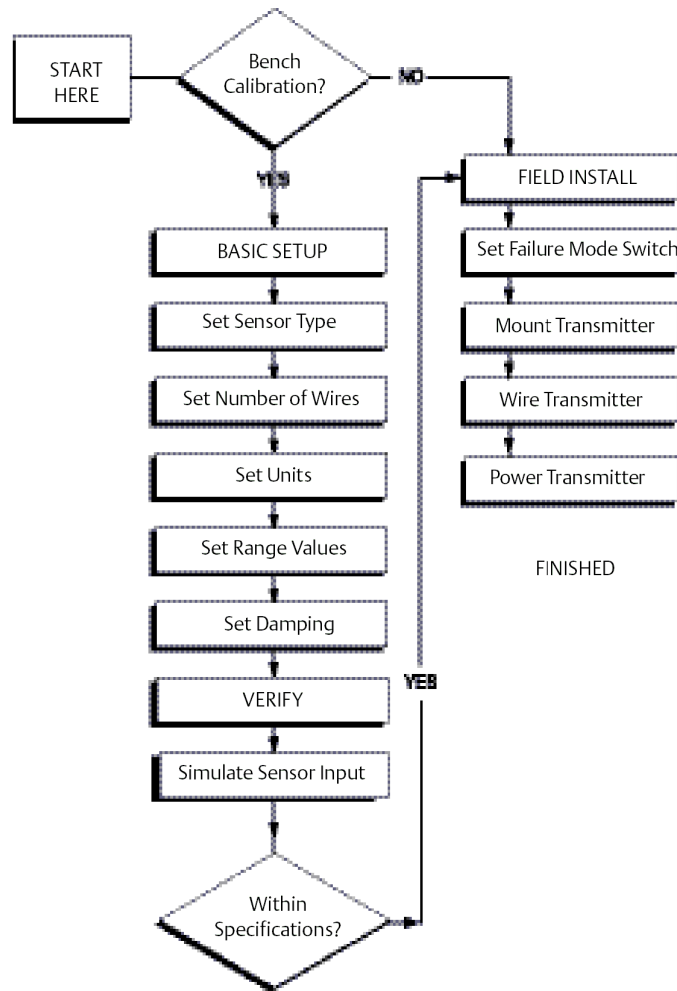 START
HERE
Bench
Calibration?
NO
YES
FIELD INSTALL
BASIC SETUP
Set Failure Mode Switch
Set Sensor Type
Mount Transmitter
Set Number of Wires
Wire Transmitter
Set Units
Power Transmitter
Set Range Values
FINISHED
Set Damping
YES
VERIFY
Simulate Sensor Input
Within
Specifications?